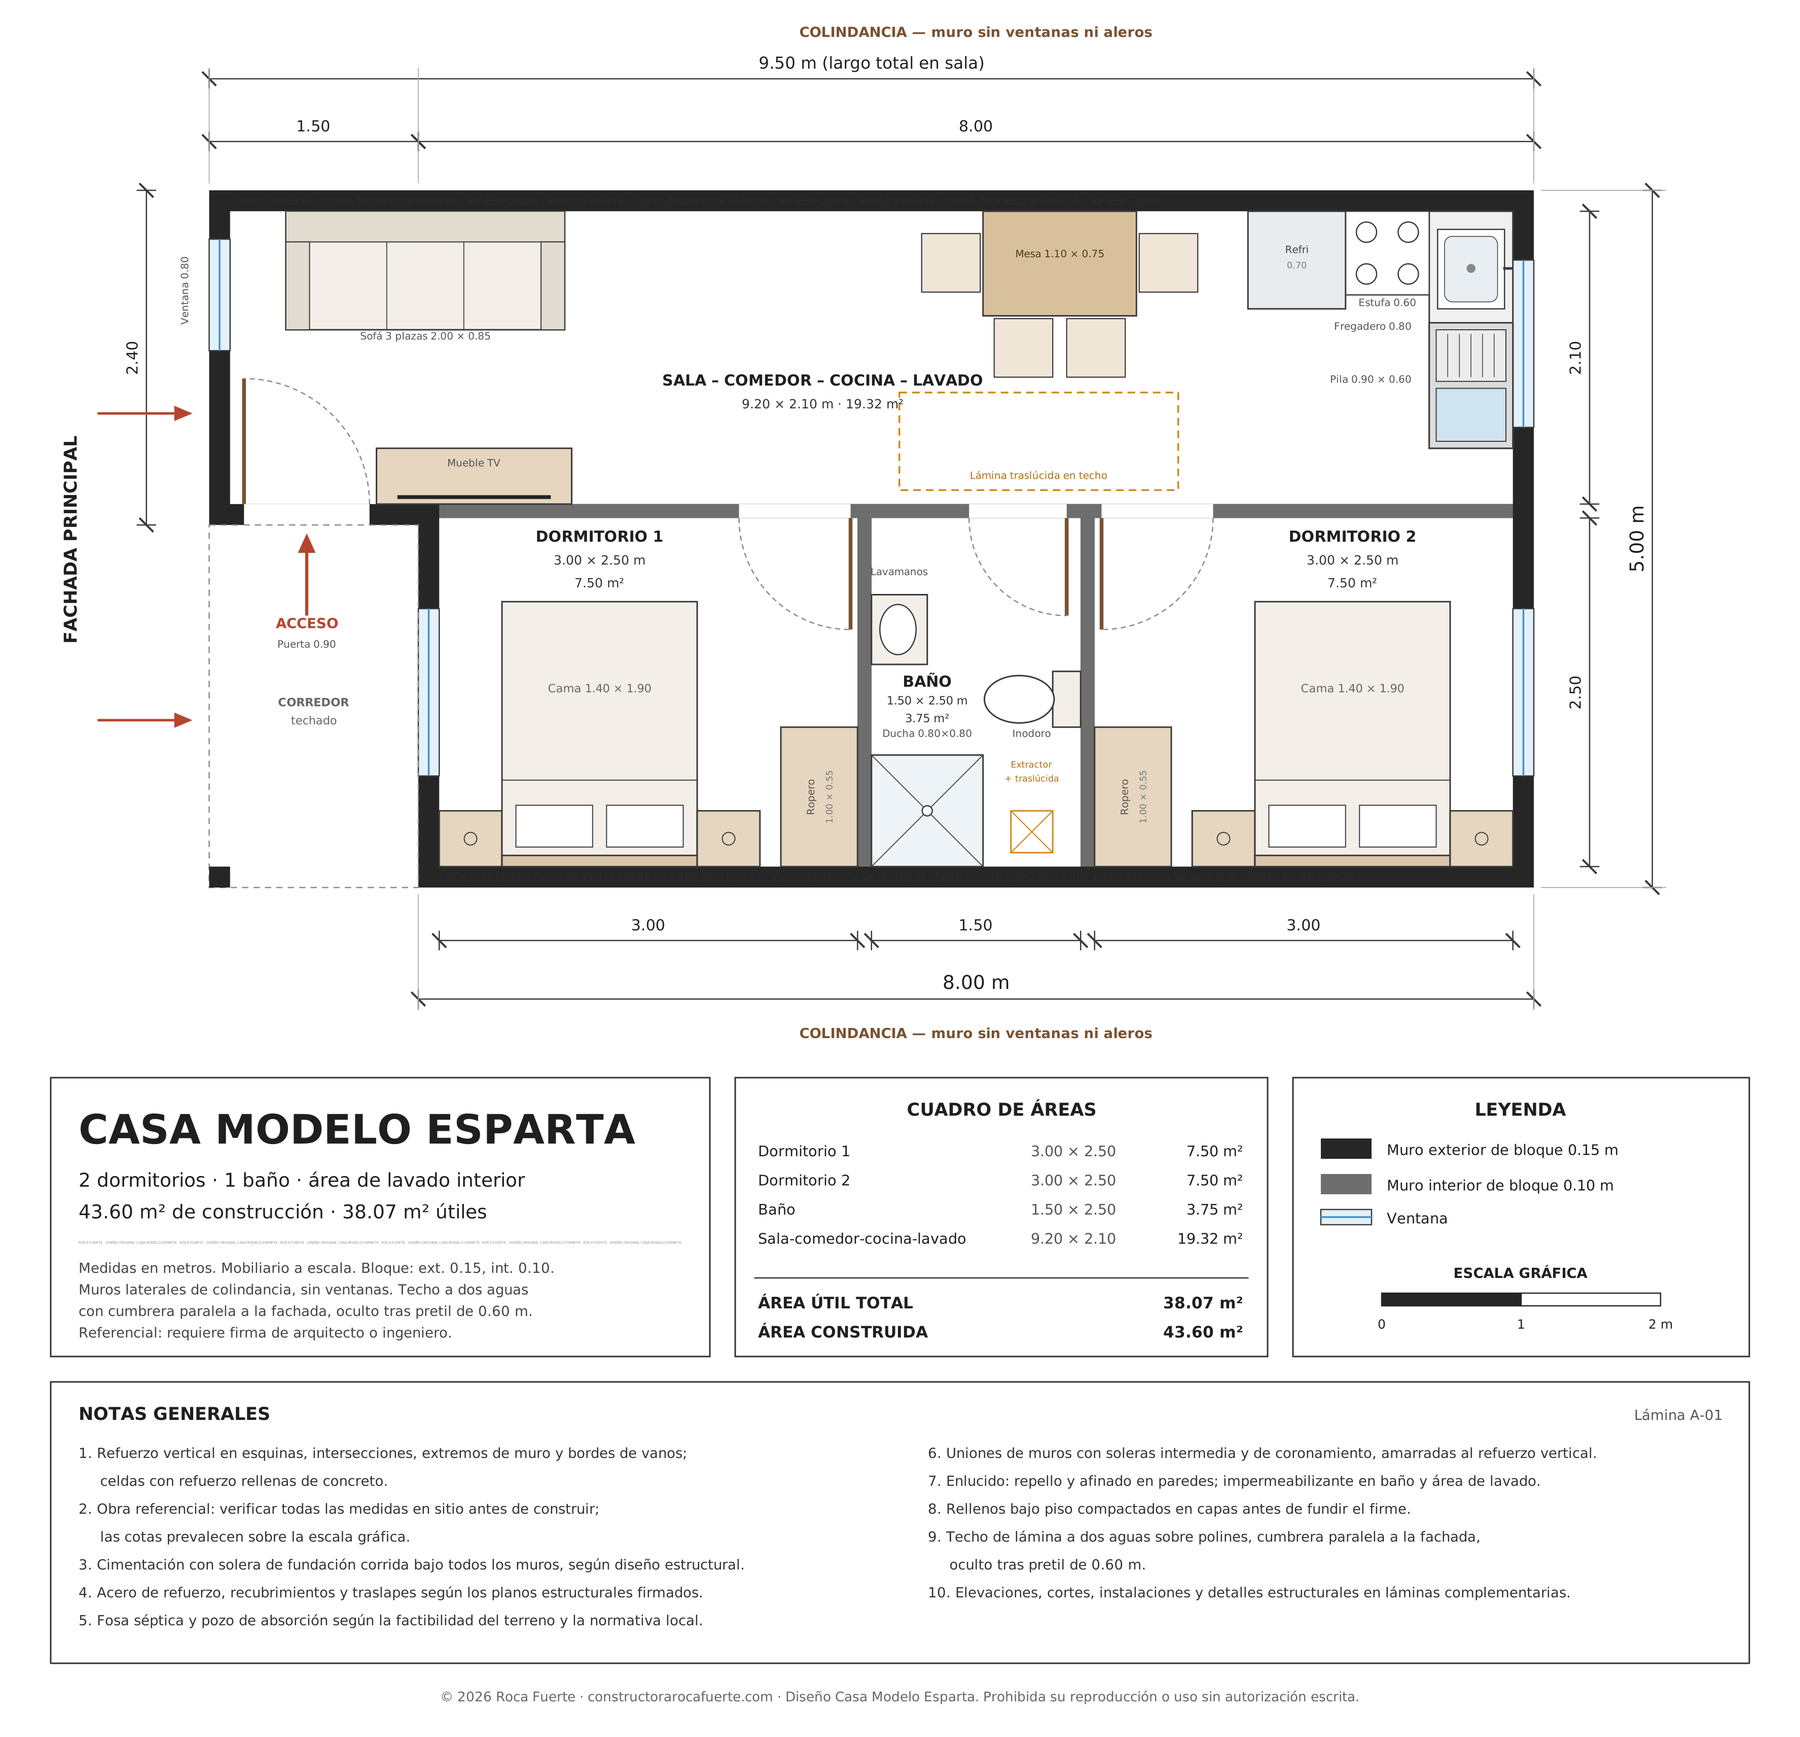 COLINDANCIA — muro sin ventanas ni aleros
9.50 m (largo total en sala)
1.50
8.00
Ventana 0.80
2.40
FACHADA PRINCIPAL
Sofá 3 plazas 2.00 × 0.85
Mesa 1.10 × 0.75
Refri
0.70
Estufa 0.60
Fregadero 0.80
Pila 0.90 × 0.60
2.10
SALA – COMEDOR – COCINA – LAVADO
9.20 × 2.10 m · 19.32 m²
Mueble TV
Lámina traslúcida en techo
5.00 m
DORMITORIO 1
3.00 × 2.50 m
7.50 m²
Lavamanos
DORMITORIO 2
3.00 × 2.50 m
7.50 m²
ACCESO
Puerta 0.90
CORREDOR
techado
Cama 1.40 × 1.90
BAÑO
1.50 × 2.50 m
3.75 m²
Ducha 0.80×0.80
Inodoro
Extractor
+ traslúcida
Cama 1.40 × 1.90
2.50
Ropero
1.00 × 0.55
Ropero
1.00 × 0.55
3.00
1.50
3.00
8.00 m
COLINDANCIA — muro sin ventanas ni aleros
CASA MODELO ESPARTA
2 dormitorios · 1 baño · área de lavado interior
43.60 m² de construcción · 38.07 m² útiles
Medidas en metros. Mobiliario a escala. Bloque: ext. 0.15, int. 0.10.
Muros laterales de colindancia, sin ventanas. Techo a dos aguas
con cumbrera paralela a la fachada, oculto tras pretil de 0.60 m.
Referencial: requiere firma de arquitecto o ingeniero.
CUADRO DE ÁREAS
Dormitorio 1 3.00 × 2.50 7.50 m²
Dormitorio 2 3.00 × 2.50 7.50 m²
Baño 1.50 × 2.50 3.75 m²
Sala-comedor-cocina-lavado 9.20 × 2.10 19.32 m²
ÁREA ÚTIL TOTAL 38.07 m²
ÁREA CONSTRUIDA 43.60 m²
LEYENDA
Muro exterior de bloque 0.15 m
Muro interior de bloque 0.10 m
Ventana
ESCALA GRÁFICA
0 1 2 m
NOTAS GENERALES
Lámina A-01
1. Refuerzo vertical en esquinas, intersecciones, extremos de muro y bordes de vanos;
celdas con refuerzo rellenas de concreto.
2. Obra referencial: verificar todas las medidas en sitio antes de construir;
las cotas prevalecen sobre la escala gráfica.
3. Cimentación con solera de fundación corrida bajo todos los muros, según diseño estructural.
4. Acero de refuerzo, recubrimientos y traslapes según los planos estructurales firmados.
5. Fosa séptica y pozo de absorción según la factibilidad del terreno y la normativa local.
6. Uniones de muros con soleras intermedia y de coronamiento, amarradas al refuerzo vertical.
7. Enlucido: repello y afinado en paredes; impermeabilizante en baño y área de lavado.
8. Rellenos bajo piso compactados en capas antes de fundir el firme.
9. Techo de lámina a dos aguas sobre polines, cumbrera paralela a la fachada,
oculto tras pretil de 0.60 m.
10. Elevaciones, cortes, instalaciones y detalles estructurales en láminas complementarias.
© 2026 Roca Fuerte · constructorarocafuerte.com · Diseño Casa Modelo Esparta. Prohibida su reproducción o uso sin autorización escrita.